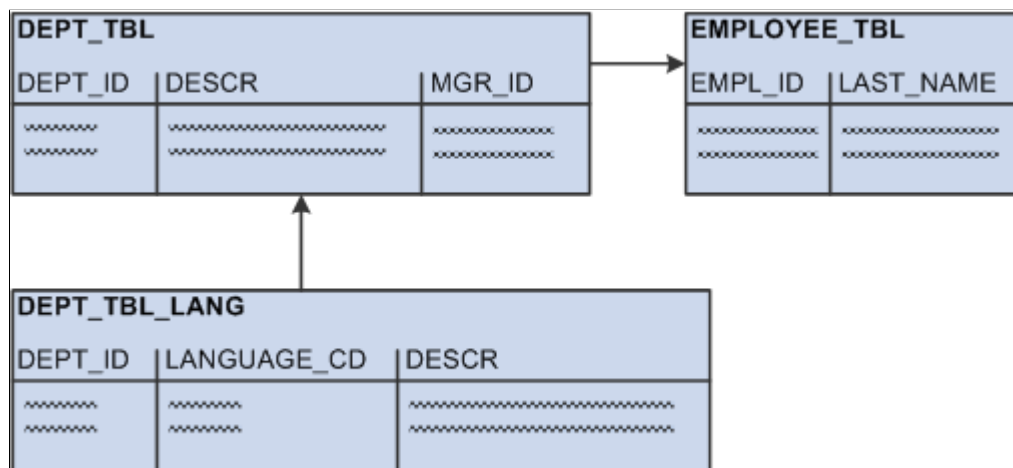 DEPT_TBL
DEPT_ID DESCR MGR_ID
EMPLOYEE_TBL
EMPL_ID LAST_NAME
DEPT_TBL_LANG
DEPT_ID LANGUAGE_CD DESCR